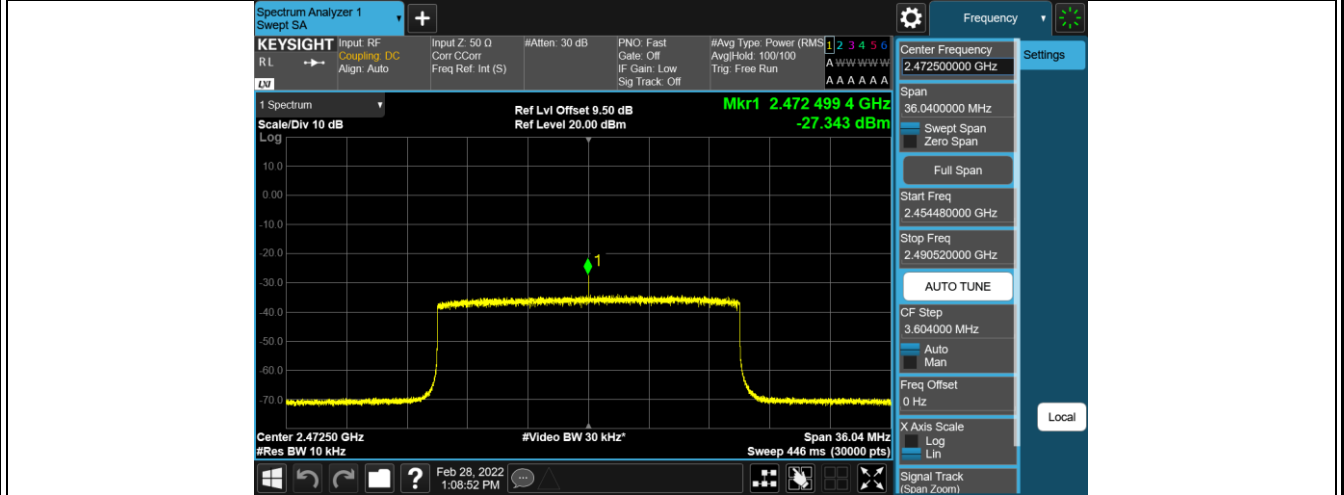 Spectrum Analyzer 1
Swept SA
+
Frequency
KEYSIGHT
RL
LXI
Input: RF
Coupling: DC
Align: Auto
Input Z: 50 Ω
Corr CCorr
Freq Ref: Int (S)
#Atten: 30 dB
PNO: Fast
Gate: Off
IF Gain: Low
Sig Track: Off
#Avg Type: Power (RMS
Avg|Hold: 100/100
Trig: Free Run
1 2 3 4 5 6
A W W W W W
A A A A A A
1 Spectrum
Scale/Div 10 dB
Ref Lvl Offset 9.50 dB
Ref Level 20.00 dBm
Mkr1 2.472 499 4 GHz
-27.343 dBm
Log
10.0
0.00
-10.0
-20.0
-30.0
-40.0
-50.0
-60.0
-70.0
1
Center 2.47250 GHz
#Res BW 10 kHz
#Video BW 30 kHz*
Span 36.04 MHz
Sweep 446 ms (30000 pts)
?
Feb 28, 2022
1:08:52 PM
Center Frequency
2.472500000 GHz
Span
36.0400000 MHz
Swept Span
Zero Span
Full Span
Start Freq
2.454480000 GHz
Stop Freq
2.490520000 GHz
AUTO TUNE
CF Step
3.604000 MHz
Auto
Man
Freq Offset
0 Hz
X Axis Scale
Log
Lin
Signal Track
(Span Zoom)
Settings
Local